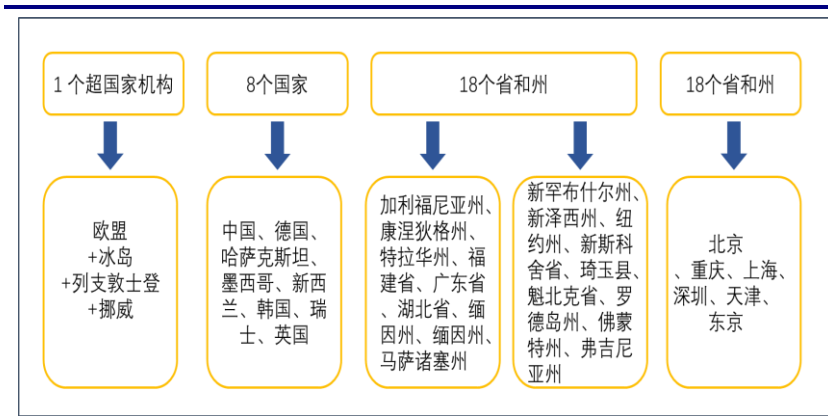 1 个超国家机构
8个国家
18个省和州
18个省和州
欧盟
+冰岛
+列支敦士登
+挪威
中国、德国、
哈萨克斯坦、
墨西哥、新西
兰、韩国、瑞
士、英国
加利福尼亚州、
康涅狄格州、
特拉华州、福
建省、广东省
、湖北省、缅
因州、缅因州、
马萨诸塞州
新罕布什尔州、
新泽西州、纽
约州、新斯科
舍省、琦玉县、
魁北克省、罗
德岛州、佛蒙
特州、弗吉尼
亚州
北京
、重庆、上海、
深圳、天津、
东京